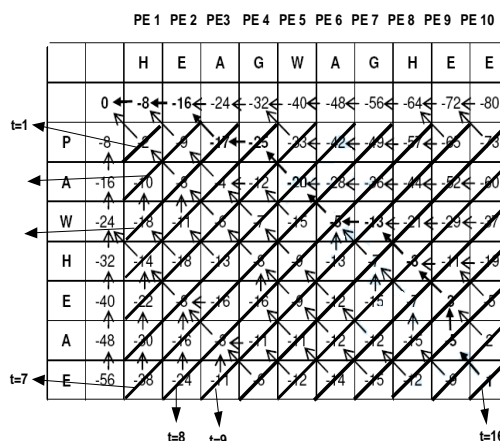 PE 1 PE 2 PE3 PE 4 PE 5 PE 6 PE 7 PE 8 PE 9 PE 10
H E A G W A G H E E
0 -8 -16 -24 -32 -40 -48 -56 -64 -72 -80
t=1
P -8 -2 -9 -17 -25 -33 -42 -49 -57 -65 -73
A -16 -10 -3 -4 -12 -20 -28 -36 -44 -52 -60
W -24 -18 -11 -6 -7 -15 -5 -13 -21 -29 -37
H -32 -14 -18 -13 -8 -9 -13 -7 -3 -11 -19
E -40 -22 -8 -16 -16 -9 -12 -15 -7 3
A -48 -30 -16 -3 -11 -11 -12 -12 -15 -5 2
t=7
E -56 -38 -24 -11 -6 -12 -14 -15 -12 -9 1
t=8 t=9